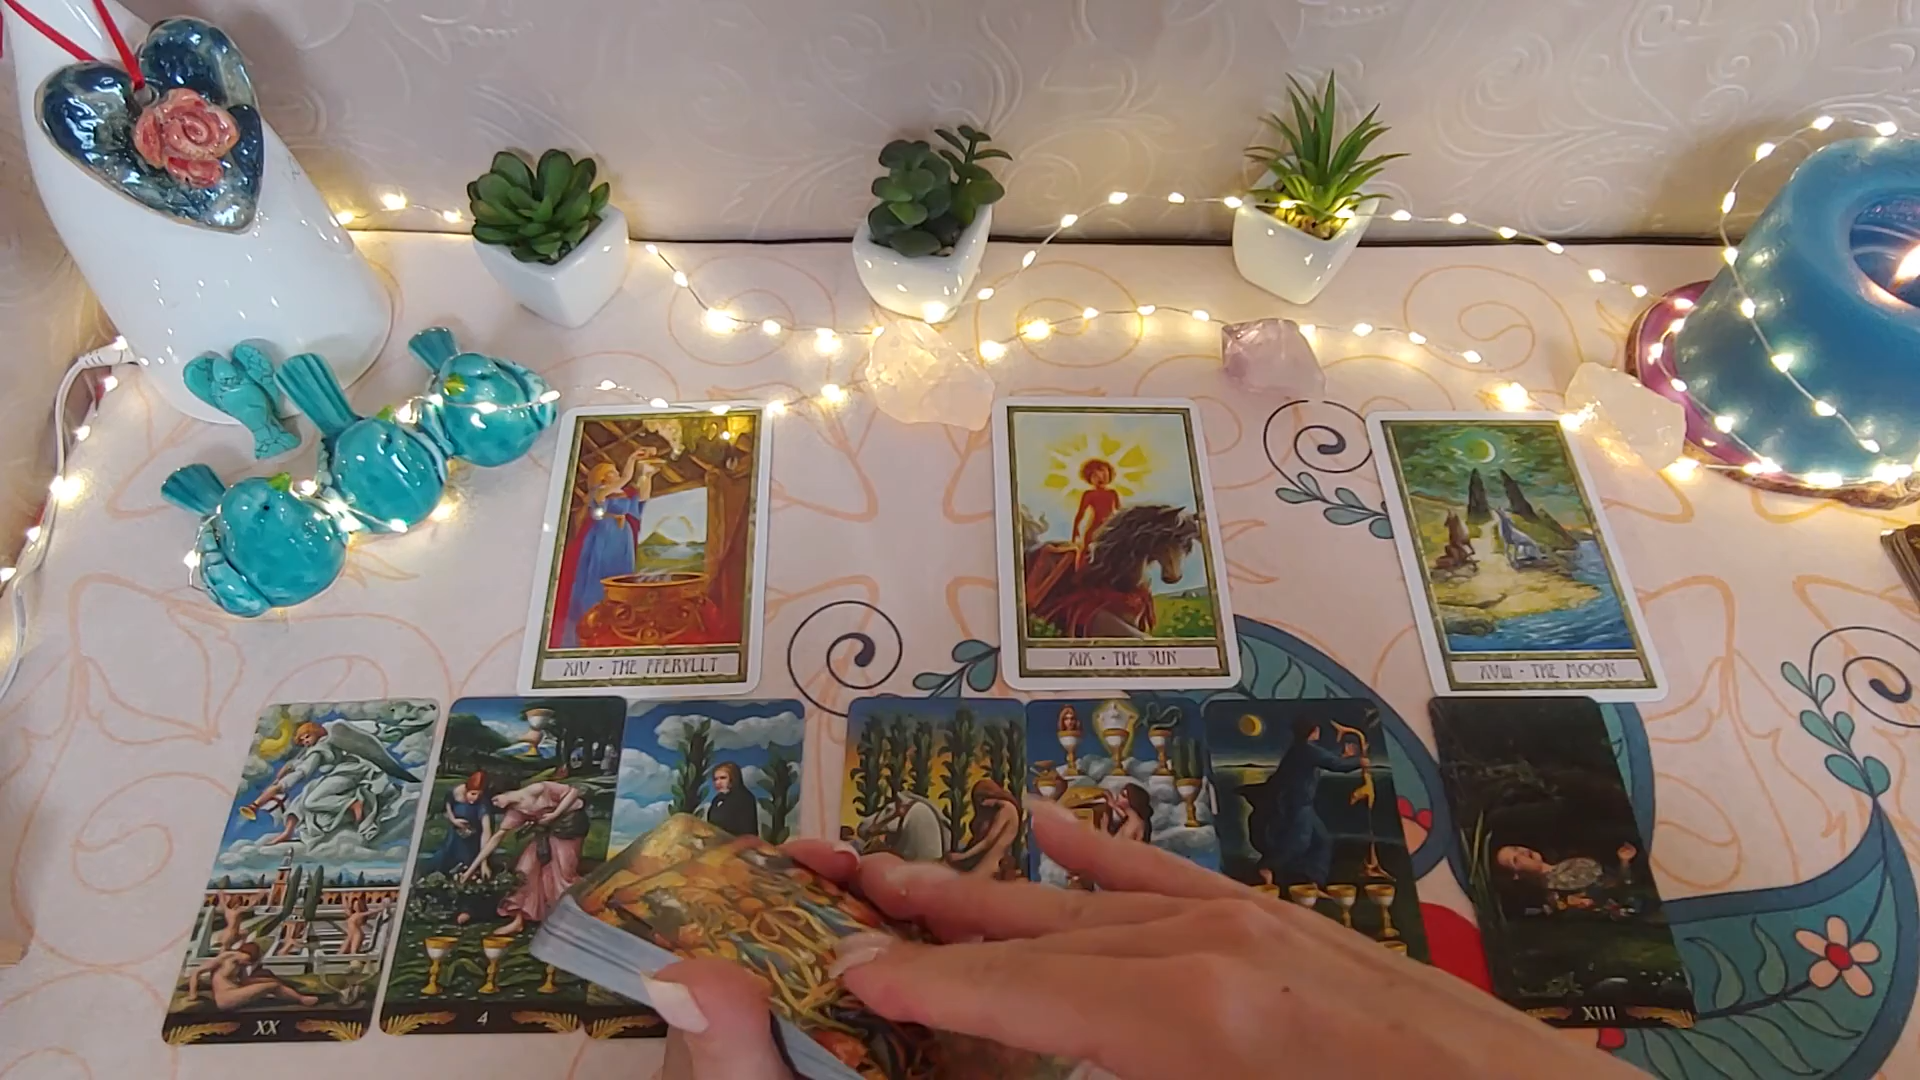 XIV • THE FFERYLLT
XIX • THE SUN
XVIII • THE MOON
XX
4
XIII